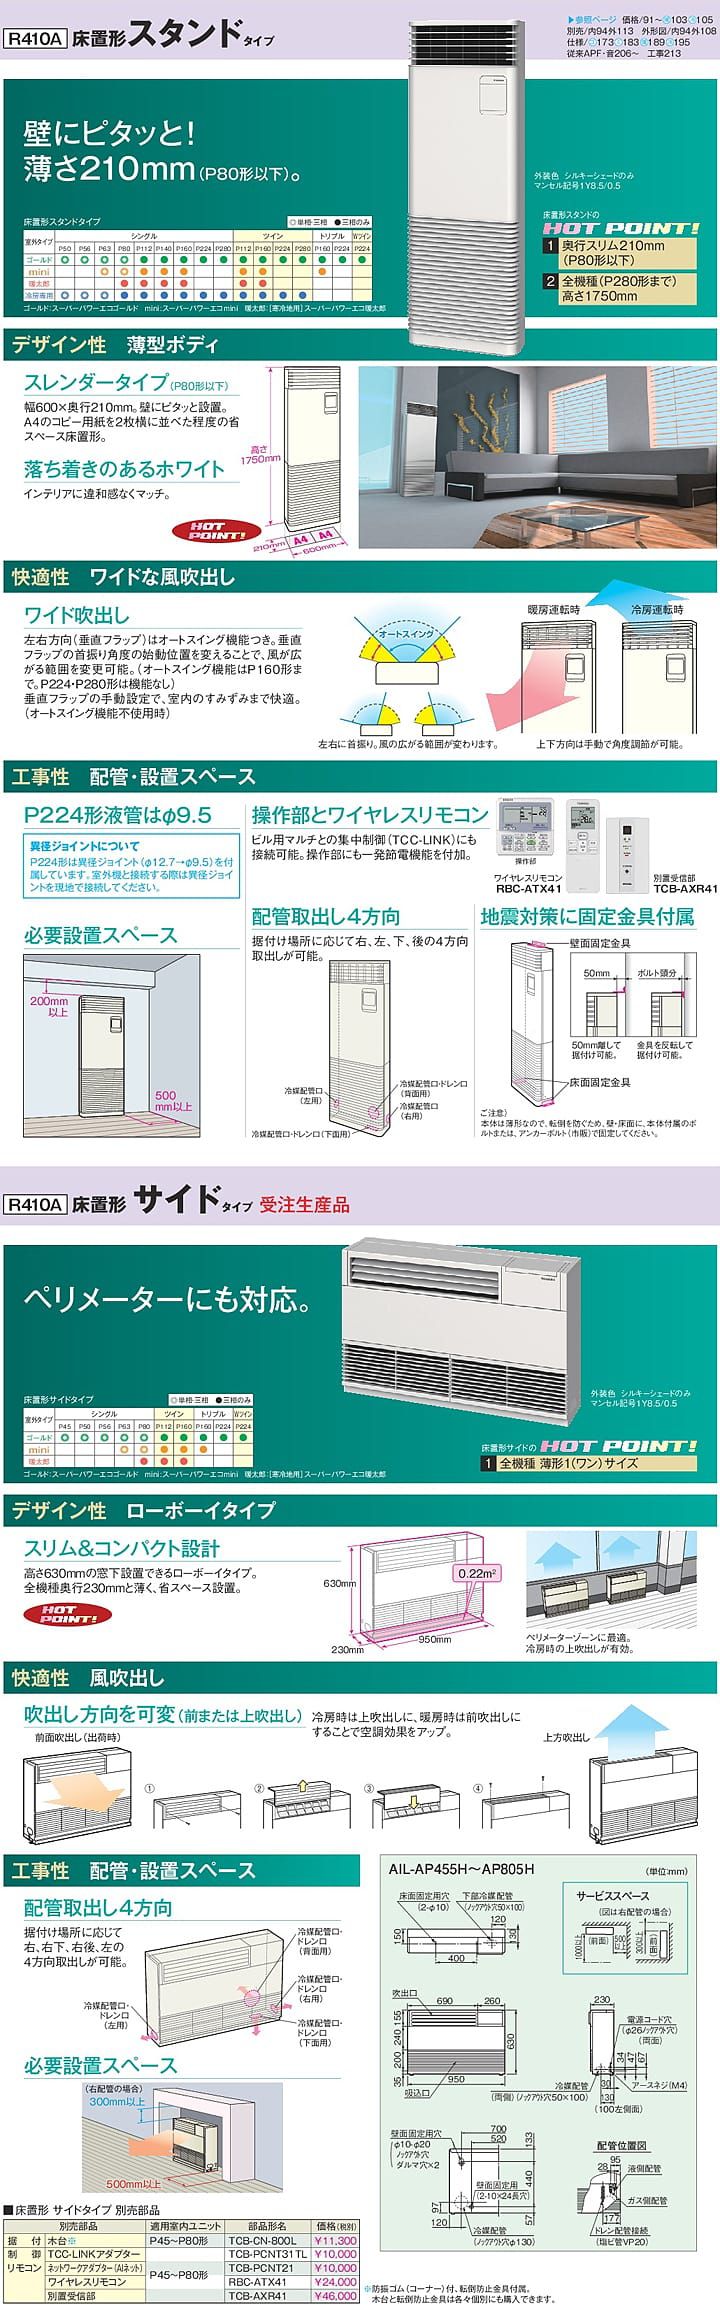 R410A 床置形スタンドタイプ
▶参照ページ 価格/91〜㊥103㊥105
別売/内94外113 外形図/内94外108
従来APF・音206〜 工事213
壁にピタッと!
薄さ210mm(P80形以下)。
外装色 シルキーシェードのみ
マンセル記号1Y8.5/0.5
床置形スタンドタイプ
◎単相・三相 ●三相のみ
室外タイプ シングル ツイン トリプル Wツイン
P50 P56 P63 P80 P112 P140 P160 P224 P280 P112 P160 P224 P280 P160 P224 P224
ゴールド
mini
暖太郎
冷房専用
ゴールド:スーパーパワーエコゴールド mini:スーパーパワーエコmini 暖太郎:[寒冷地用]スーパーパワーエコ暖太郎
床置形スタンドの HOT POINT!
1 奥行スリム210mm
(P80形以下)
2 全機種(P280形まで)
高さ1750mm
デザイン性 薄型ボディ
スレンダータイプ(P80形以下)
幅600×奥行210mm。壁にピタッと設置。
A4のコピー用紙を2枚横に並べた程度の省
スペース床置形。
落ち着きのあるホワイト
インテリアに違和感なくマッチ。
HOT POINT!
高さ
1750mm
A4 A4
210mm
600mm
快適性 ワイドな風吹出し
ワイド吹出し
左右方向(垂直フラップ)はオートスイング機能つき。垂直
フラップの首振り角度の始動位置を変えることで、風が広
がる範囲を変更可能。(オートスイング機能はP160形ま
で。P224・P280形は機能なし)
垂直フラップの手動設定で、室内のすみずみまで快適。
(オートスイング機能不使用時)
オートスイング
左右に首振り。風の広がる範囲が変わります。
暖房運転時
冷房運転時
上下方向は手動で角度調節が可能。
工事性 配管・設置スペース
P224形液管はφ9.5
異径ジョイントについて
P224形は異径ジョイント(φ12.7→φ9.5)を付
属しています。室外機と接続する際は異径ジョイ
ントを現地で接続してください。
操作部とワイヤレスリモコン
ビル用マルチとの集中制御(TCC-LINK)にも
接続可能。操作部にも一発節電機能を付加。
操作部
ワイヤレスリモコン
RBC-ATX41
別置受信部
TCB-AXR41
必要設置スペース
200mm
以上
500
mm以上
配管取出し4方向
据付け場所に応じて右、左、下、後の4方向
取出しが可能。
冷媒配管口
(左用)
冷媒配管口・ドレン口
(背面用)
冷媒配管口
(右用)
冷媒配管口・ドレン口(下面用)
地震対策に固定金具付属
壁面固定金具
50mm
ボルト頭分
50mm離して
据付け可能。
金具を反転して
据付け可能。
床面固定金具
ご注意)
本体は薄形なので、転倒を防ぐため、壁・床面に、本体付属のボ
ルトまたは、アンカーボルト(市販)で固定してください。
R410A 床置形 サイドタイプ 受注生産品
ペリメーターにも対応。
外装色 シルキーシェードのみ
マンセル記号1Y8.5/0.5
床置形サイドタイプ
◎単相・三相 ●三相のみ
室外タイプ シングル ツイン トリプル Wツイン
P45 P50 P56 P63 P80 P112 P160 P160 P224 P224
ゴールド
mini
暖太郎
ゴールド:スーパーパワーエコゴールド mini:スーパーパワーエコmini 暖太郎:[寒冷地用]スーパーパワーエコ暖太郎
床置形サイドの HOT POINT!
1 全機種 薄形1(ワン)サイズ
デザイン性 ローボーイタイプ
スリム&コンパクト設計
高さ630mmの窓下設置できるローボーイタイプ。
全機種奥行230mmと薄く、省スペース設置。
HOT POINT!
630mm
0.22m²
230mm
950mm
ペリメーターゾーンに最適。
冷房時の上吹出しが有効。
快適性 風吹出し
吹出し方向を可変(前または上吹出し)
冷房時は上吹出しに、暖房時は前吹出しに
することで空調効果をアップ。
前面吹出し(出荷時)
① ② ③ ④
上方吹出し
工事性 配管・設置スペース
配管取出し4方向
据付け場所に応じて
右、右下、右後、左の
4方向取出しが可能。
冷媒配管口・
ドレン口
(背面用)
冷媒配管口・
ドレン口
(右用)
冷媒配管口・
ドレン口
(左用)
冷媒配管口・
ドレン口
(下面用)
必要設置スペース
(右配管の場合)
300mm以上
500mm以上
AIL-AP455H〜AP805H
(単位:mm)
床面固定用穴
(2-φ10)
下部冷媒配管
(ノックアウト穴50×100)
120
150
130
400
サービススペース
(図は右配管の場合)
1000以上
(前面)
500以上
300以上
(前面)
吹出口
690 260
155
240
200
35
630
950
吸込口
230
電源コード穴
(φ26ノックアウト穴)
(両面)
34
47
67
30
130
冷媒配管
(両側)(ノックアウト穴50×100)
アースネジ(M4)
(100左側面)
壁面固定用穴
φ10-φ20
ノックアウト穴
ダルマ穴×2
700
520
133
440
57
壁面固定用
(2-10×24長穴)
97
120
冷媒配管
(ノックアウト穴φ130)
配管位置図
95
28
液側配管
ガス側配管
177
ドレン配管接続
(塩ビ管VP20)
■床置形 サイドタイプ 別売部品
別売部品 適用室内ユニット 部品形名 価格(税別)
据付 木台※ P45〜P80形 TCB-CN-800L ¥11,300
制御 TCC-LINKアダプター P45〜P80形 TCB-PCNT31TL ¥10,000
ネットワークアダプター(AIネット) TCB-PCNT21 ¥10,000
リモコン ワイヤレスリモコン RBC-ATX41 ¥24,000
別置受信部 TCB-AXR41 ¥46,000
※防振ゴム(コーナー)付、転倒防止金具付属。
木台と転倒防止金具は各々個別にも購入できます。